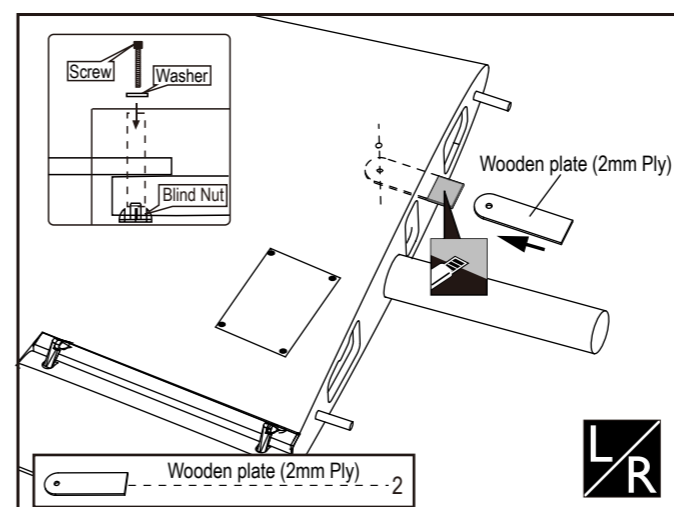 Screw
Washer
Blind Nut
Wooden plate (2mm Ply)
Wooden plate (2mm Ply) 2
L/R